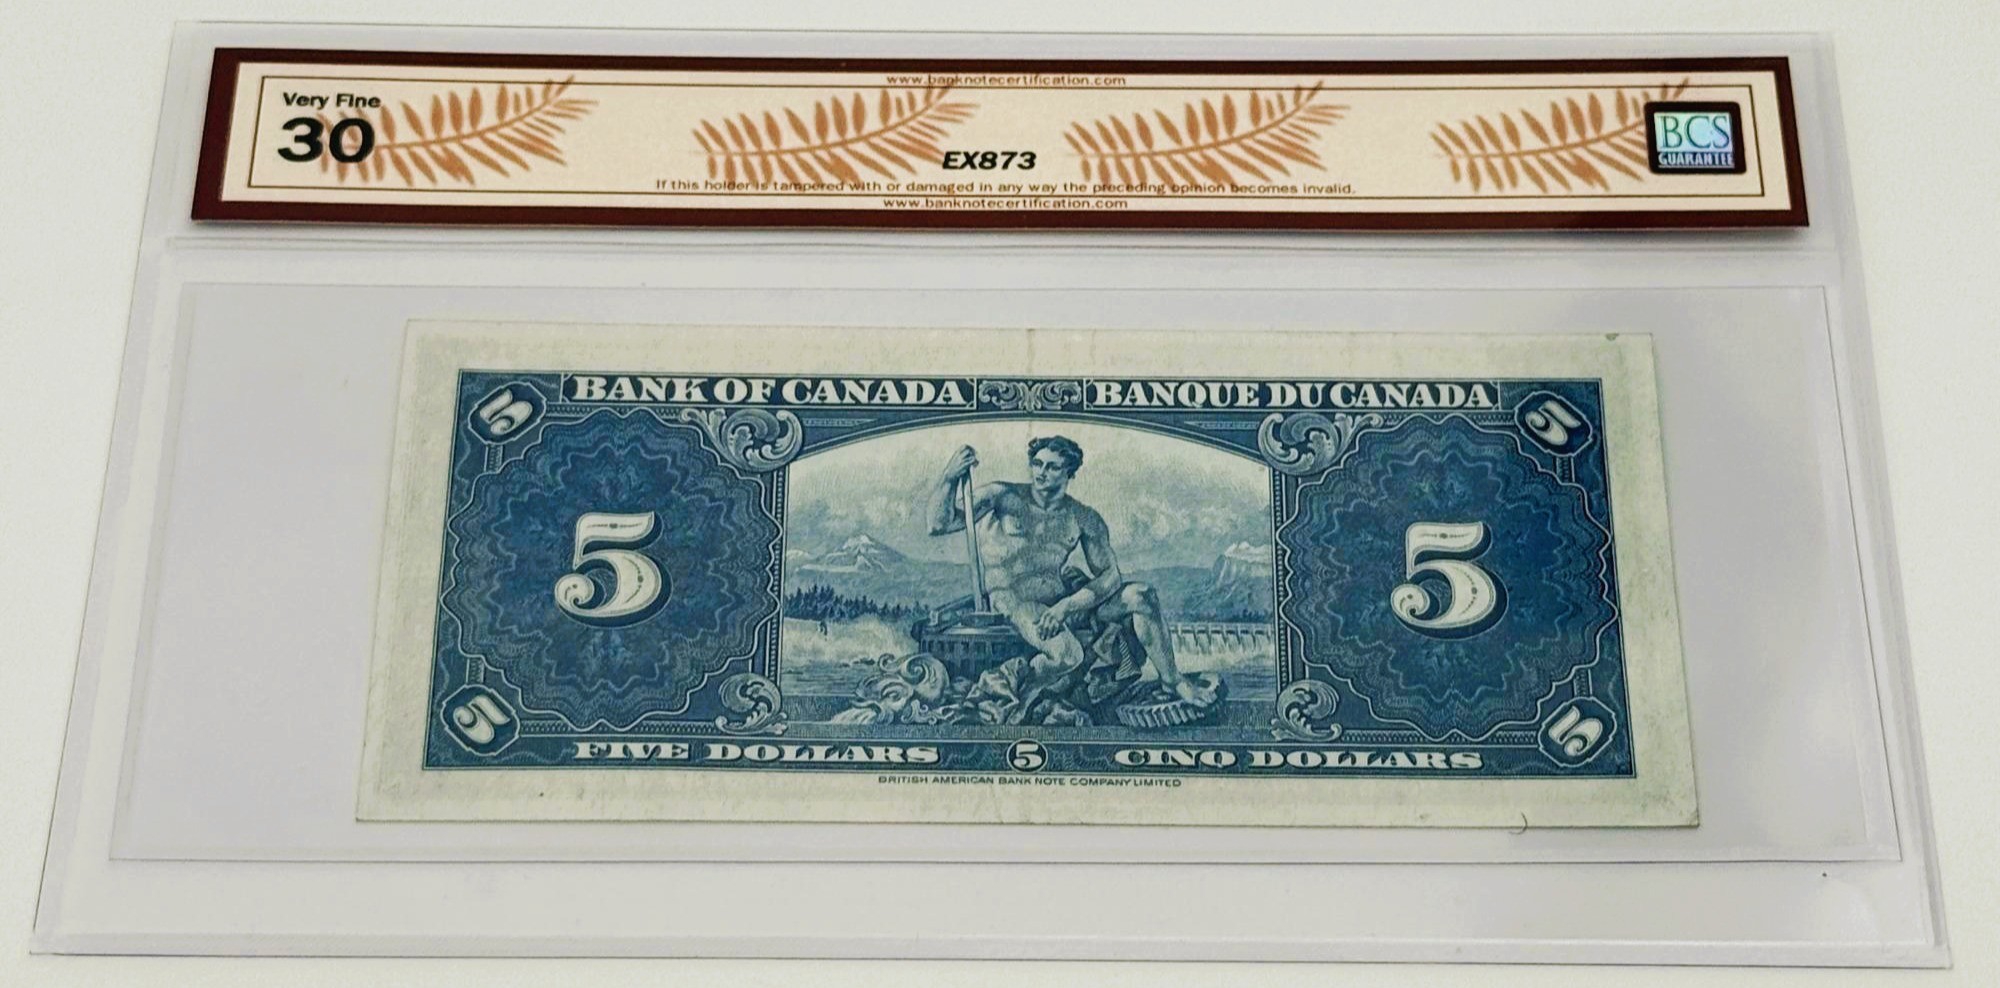 www.banknotecertification.com
Very Fine
30
EX873
BCS
GUARANTEE
If this holder is tampered with or damaged in any way the preceding opinion becomes invalid.
www.banknotecertification.com
5 BANK OF CANADA BANQUE DU CANADA 5
5 5
5 FIVE DOLLARS 5 CINQ DOLLARS 5
BRITISH AMERICAN BANK NOTE COMPANY LIMITED